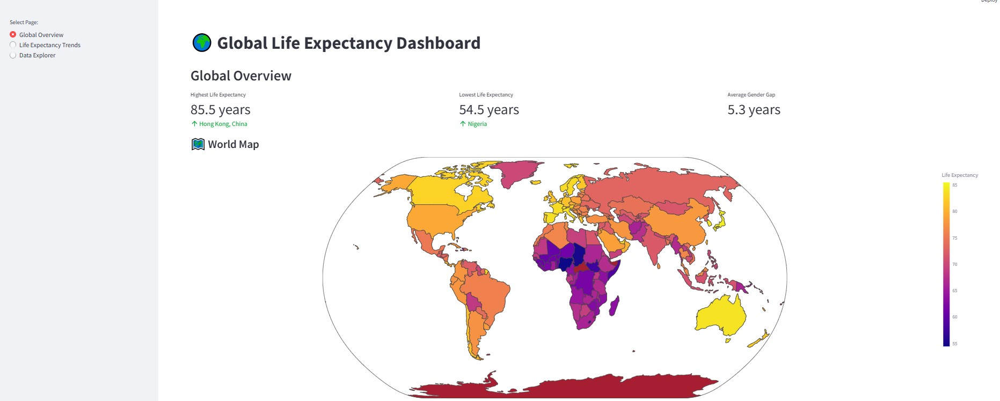 Deploy
Select Page:
Global Overview
Life Expectancy Trends
Data Explorer
Global Life Expectancy Dashboard
Global Overview
Highest Life Expectancy
85.5 years
↑ Hong Kong, China
Lowest Life Expectancy
54.5 years
↑ Nigeria
Average Gender Gap
5.3 years
World Map
Life Expectancy
85
80
75
70
65
60
55